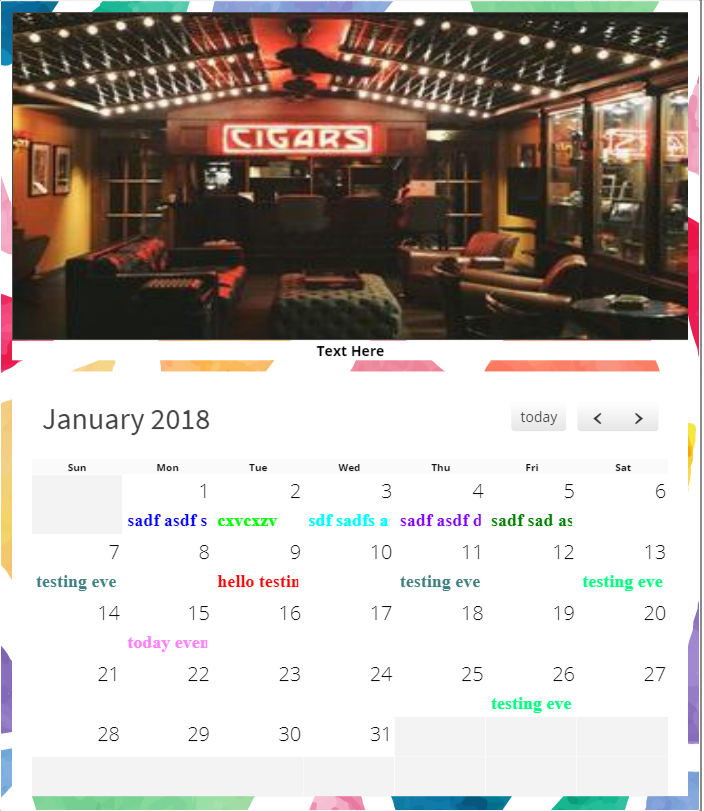 CIGARS
Text Here
January 2018
today
Sun Mon Tue Wed Thu Fri Sat
1 2 3 4 5 6
sadf asdf s cxvcxzv sdf sadfs a sadf asdf d sadf sad as
7 8 9 10 11 12 13
testing eve hello testin testing eve testing eve
14 15 16 17 18 19 20
today even
21 22 23 24 25 26 27
testing eve
28 29 30 31